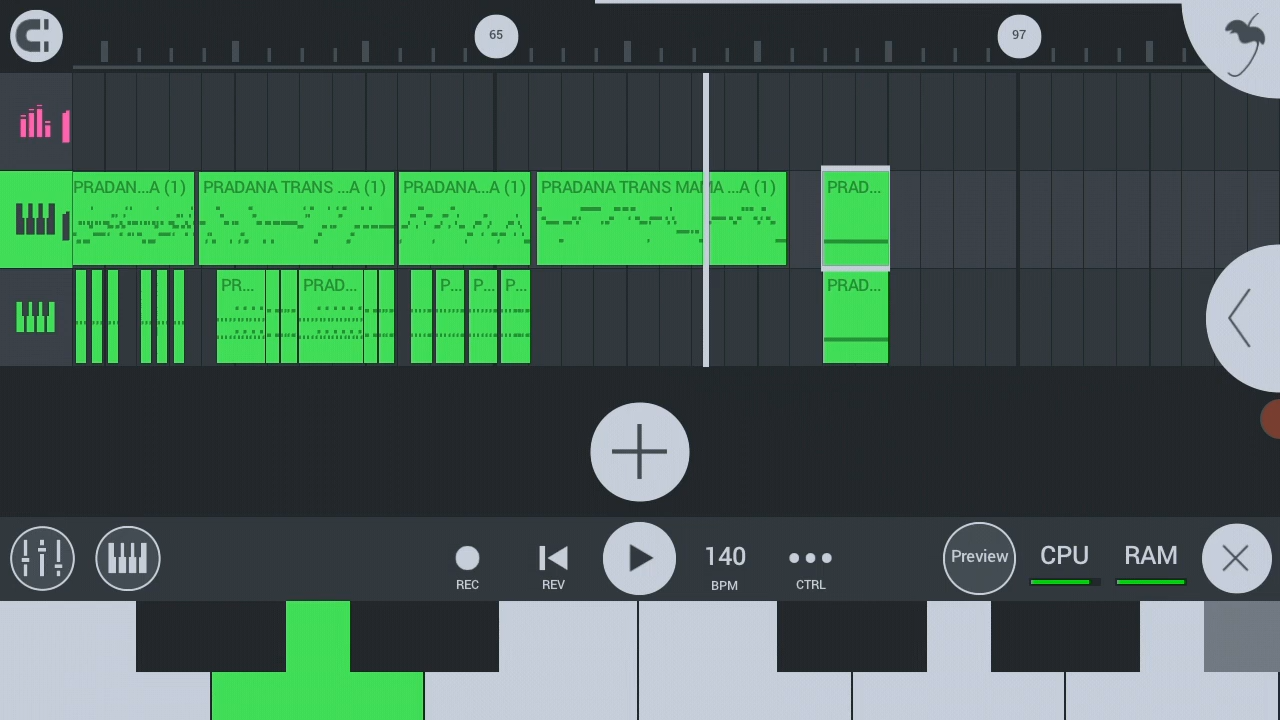 65
97
PRADAN...A (1)
PRADANA TRANS ...A (1)
PRADANA...A (1)
PRADANA TRANS MAMA ...A (1)
PRAD...
PR...
PRAD...
P...
P...
P...
PRAD...
REC
REV
140
BPM
CTRL
Preview
CPU
RAM